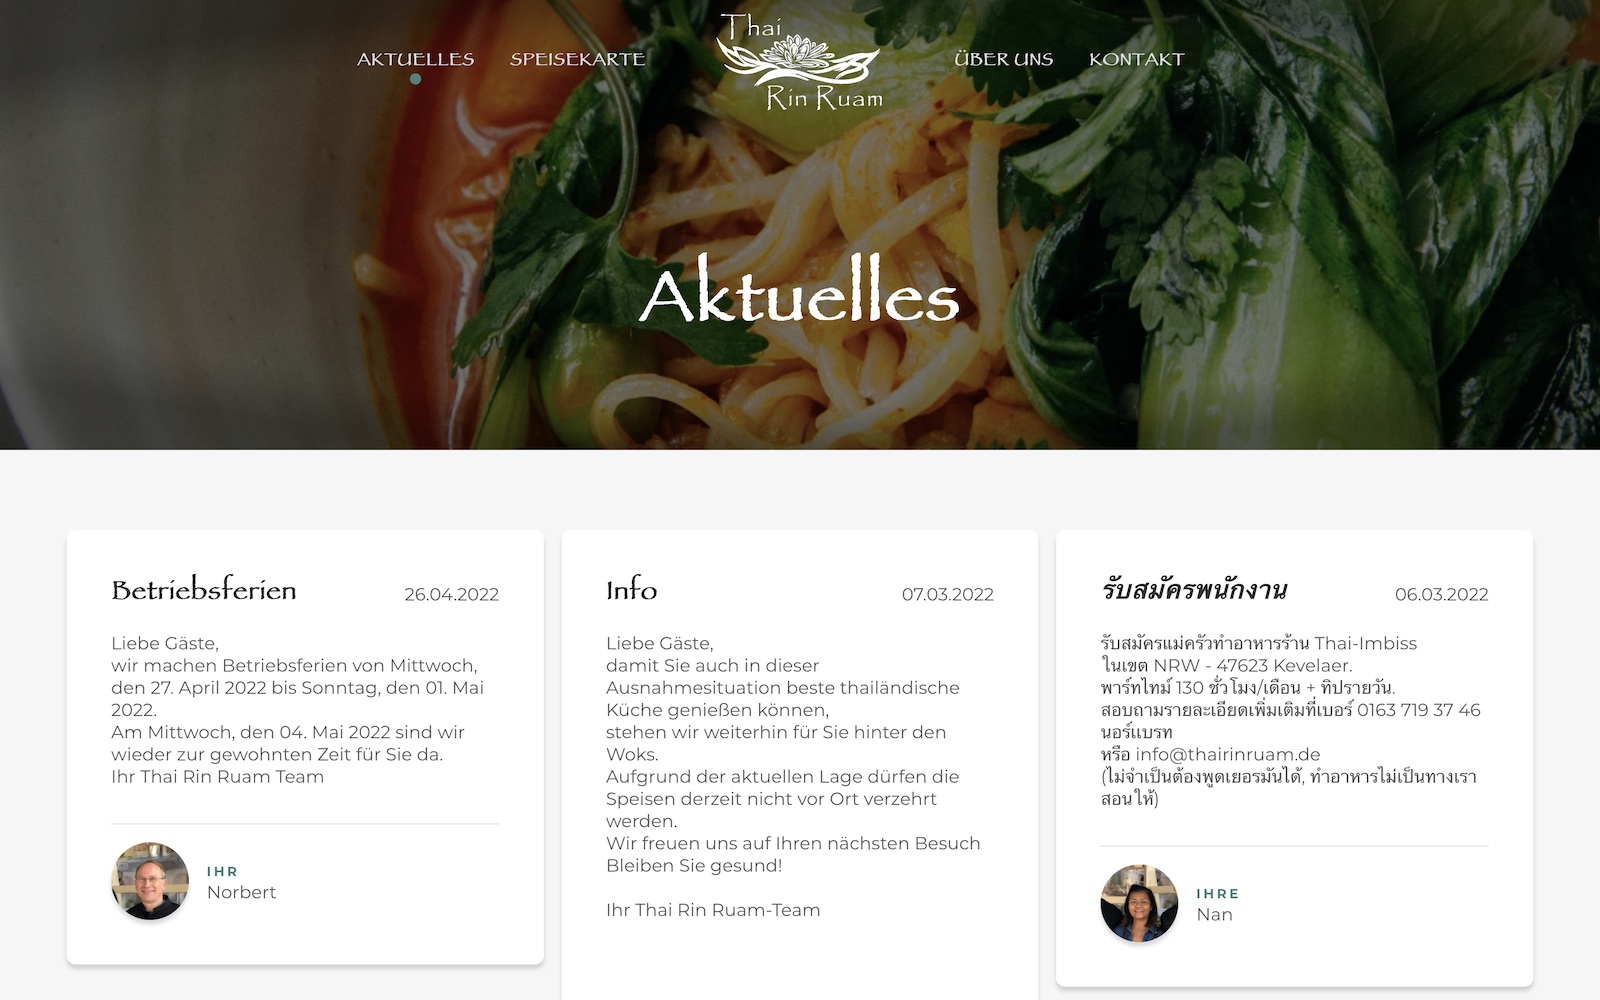 AKTUELLES
SPEISEKARTE
Thai
Rin Ruam
ÜBER UNS
KONTAKT
Aktuelles
Betriebsferien
26.04.2022
Liebe Gäste,
wir machen Betriebsferien von Mittwoch,
den 27. April 2022 bis Sonntag, den 01. Mai
2022.
Am Mittwoch, den 04. Mai 2022 sind wir
wieder zur gewohnten Zeit für Sie da.
Ihr Thai Rin Ruam Team
IHR
Norbert
Info
07.03.2022
Liebe Gäste,
damit Sie auch in dieser
Ausnahmesituation beste thailändische
Küche genießen können,
stehen wir weiterhin für Sie hinter den
Woks.
Aufgrund der aktuellen Lage dürfen die
Speisen derzeit nicht vor Ort verzehrt
werden.
Wir freuen uns auf Ihren nächsten Besuch
Bleiben Sie gesund!
Ihr Thai Rin Ruam-Team
รับสมัครพนักงาน
06.03.2022
รับสมัครแม่ครัวทำอาหารร้าน Thai-Imbiss
ในเขต NRW - 47623 Kevelaer.
พาร์ทไทม์ 130 ชั่วโมง/เดือน + ทิปรายวัน.
สอบถามรายละเอียดเพิ่มเติมที่เบอร์ 0163 719 37 46
นอร์แบรท
หรือ info@thairinruam.de
(ไม่จำเป็นต้องพูดเยอรมันได้, ทำอาหารไม่เป็นทางเรา
สอนให้)
IHRE
Nan